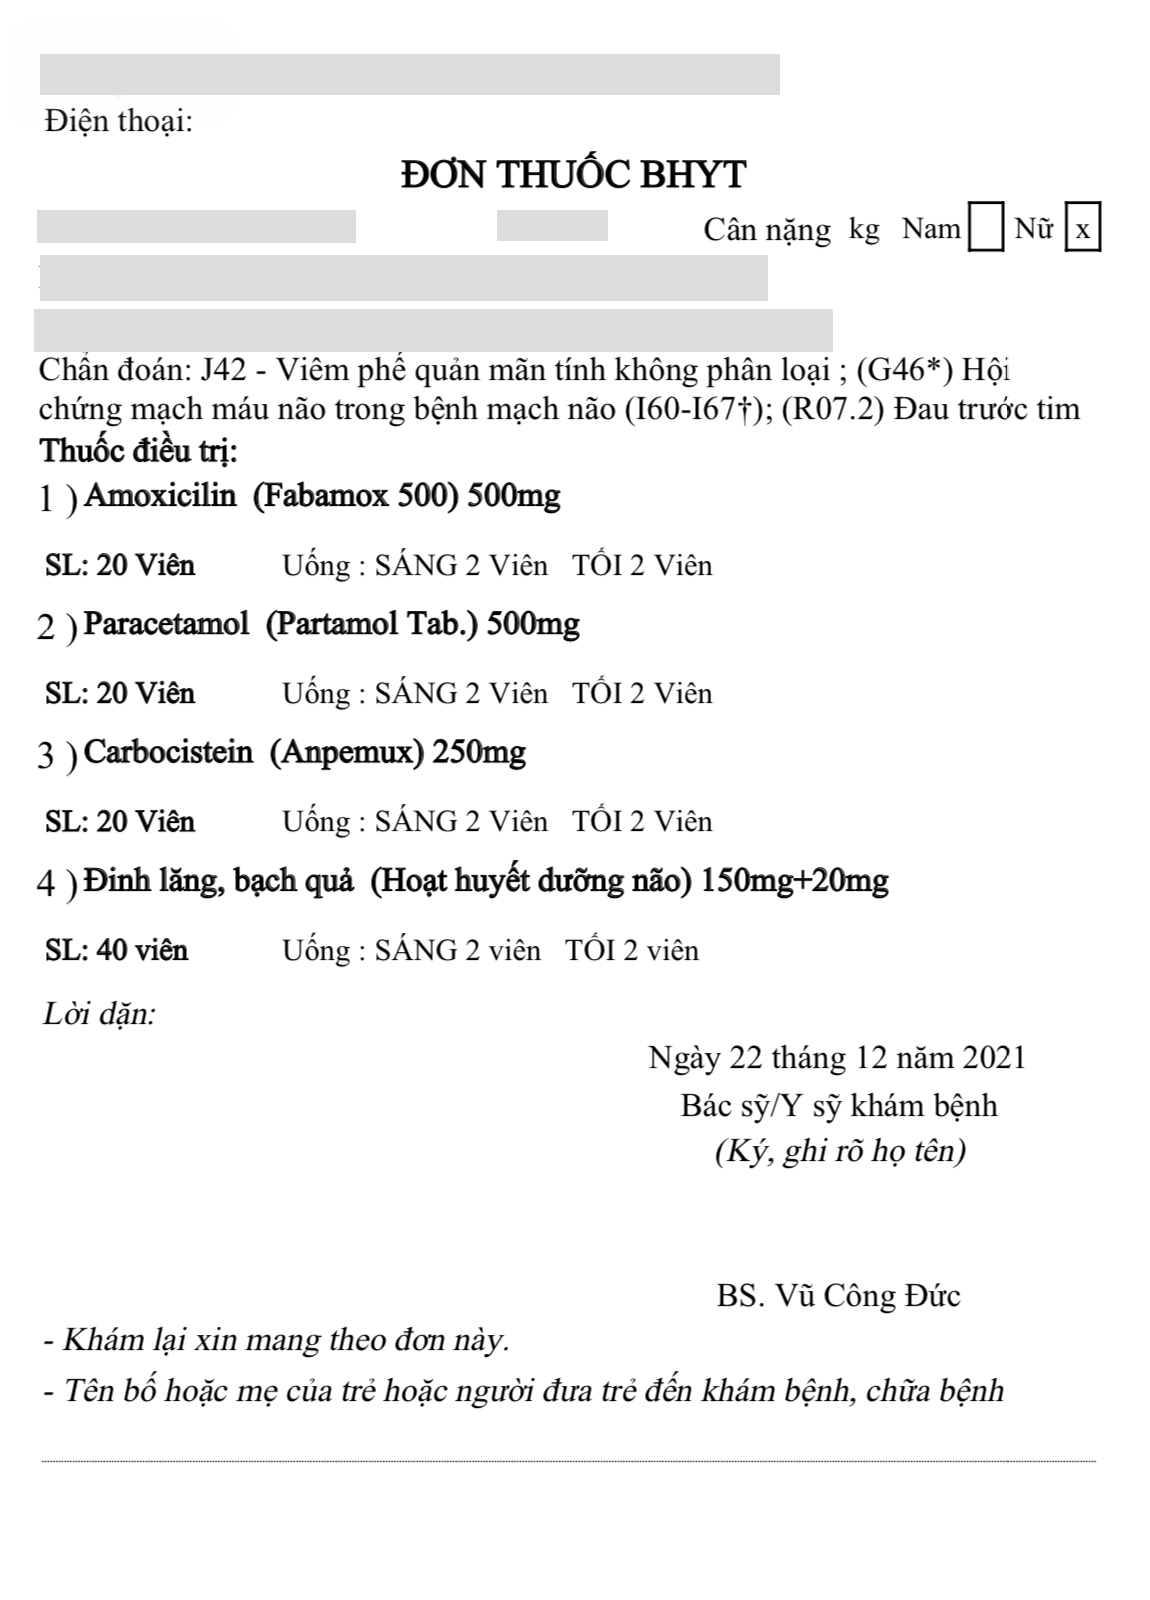 Điện thoại:
ĐƠN THUỐC BHYT
Cân nặng kg Nam Nữ x
Chẩn đoán: J42 - Viêm phế quản mãn tính không phân loại ; (G46*) Hội
chứng mạch máu não trong bệnh mạch não (I60-I67†); (R07.2) Đau trước tim
Thuốc điều trị:
1 ) Amoxicilin (Fabamox 500) 500mg
SL: 20 Viên Uống : SÁNG 2 Viên TỐI 2 Viên
2 ) Paracetamol (Partamol Tab.) 500mg
SL: 20 Viên Uống : SÁNG 2 Viên TỐI 2 Viên
3 ) Carbocistein (Anpemux) 250mg
SL: 20 Viên Uống : SÁNG 2 Viên TỐI 2 Viên
4 ) Đinh lăng, bạch quả (Hoạt huyết dưỡng não) 150mg+20mg
SL: 40 viên Uống : SÁNG 2 viên TỐI 2 viên
Lời dặn:
Ngày 22 tháng 12 năm 2021
Bác sỹ/Y sỹ khám bệnh
(Ký, ghi rõ họ tên)
BS. Vũ Công Đức
- Khám lại xin mang theo đơn này.
- Tên bố hoặc mẹ của trẻ hoặc người đưa trẻ đến khám bệnh, chữa bệnh